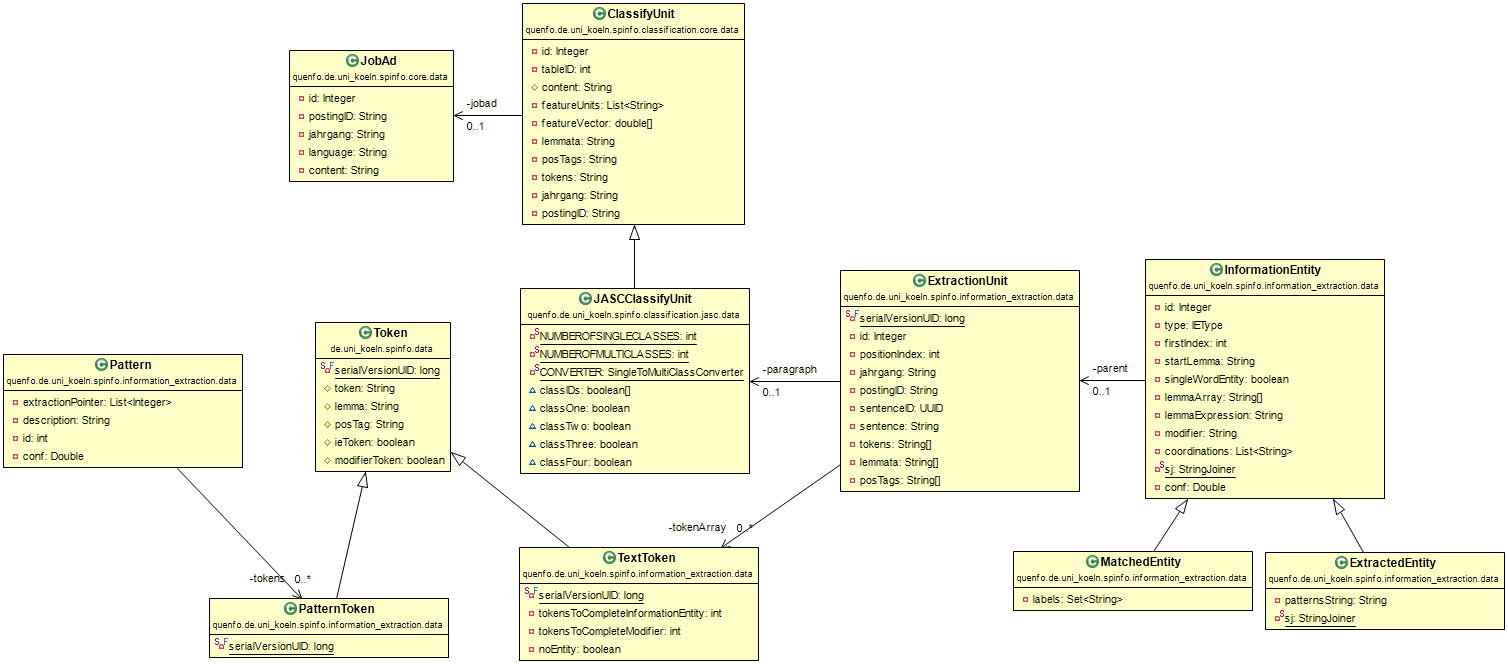 ClassifyUnit
quenfo.de.uni_koeln.spinfo.classification.core.data
id: Integer
tableID: int
content: String
featureUnits: List<String>
featureVector: double[]
lemmata: String
posTags: String
tokens: String
jahrgang: String
postingID: String
JobAd
quenfo.de.uni_koeln.spinfo.core.data
id: Integer
postingID: String
jahrgang: String
language: String
content: String
-jobad
0..1
JASCClassifyUnit
quenfo.de.uni_koeln.spinfo.classification.jasc.data
NUMBEROFSINGLECLASSES: int
NUMBEROFMULTICLASSES: int
CONVERTER: SingleToMultiClassConverter
classIDs: boolean[]
classOne: boolean
classTwo: boolean
classThree: boolean
classFour: boolean
ExtractionUnit
quenfo.de.uni_koeln.spinfo.information_extraction.data
serialVersionUID: long
id: Integer
positionIndex: int
jahrgang: String
postingID: String
sentenceID: UUID
sentence: String
tokens: String[]
lemmata: String[]
posTags: String[]
-paragraph
0..1
InformationEntity
quenfo.de.uni_koeln.spinfo.information_extraction.data
id: Integer
type: IEType
firstIndex: int
startLemma: String
singleWordEntity: boolean
lemmaArray: String[]
lemmaExpression: String
modifier: String
coordinations: List<String>
sj: StringJoiner
conf: Double
-parent
0..1
Token
de.uni_koeln.spinfo.data
serialVersionUID: long
token: String
lemma: String
posTag: String
ieToken: boolean
modifierToken: boolean
Pattern
quenfo.de.uni_koeln.spinfo.information_extraction.data
extractionPointer: List<Integer>
description: String
id: int
conf: Double
-tokens 0..*
-tokenArray 0..*
PatternToken
quenfo.de.uni_koeln.spinfo.information_extraction.data
serialVersionUID: long
TextToken
quenfo.de.uni_koeln.spinfo.information_extraction.data
serialVersionUID: long
tokensToCompleteInformationEntity: int
tokensToCompleteModifier: int
noEntity: boolean
MatchedEntity
quenfo.de.uni_koeln.spinfo.information_extraction.data
labels: Set<String>
ExtractedEntity
quenfo.de.uni_koeln.spinfo.information_extraction.data
patternsString: String
sj: StringJoiner